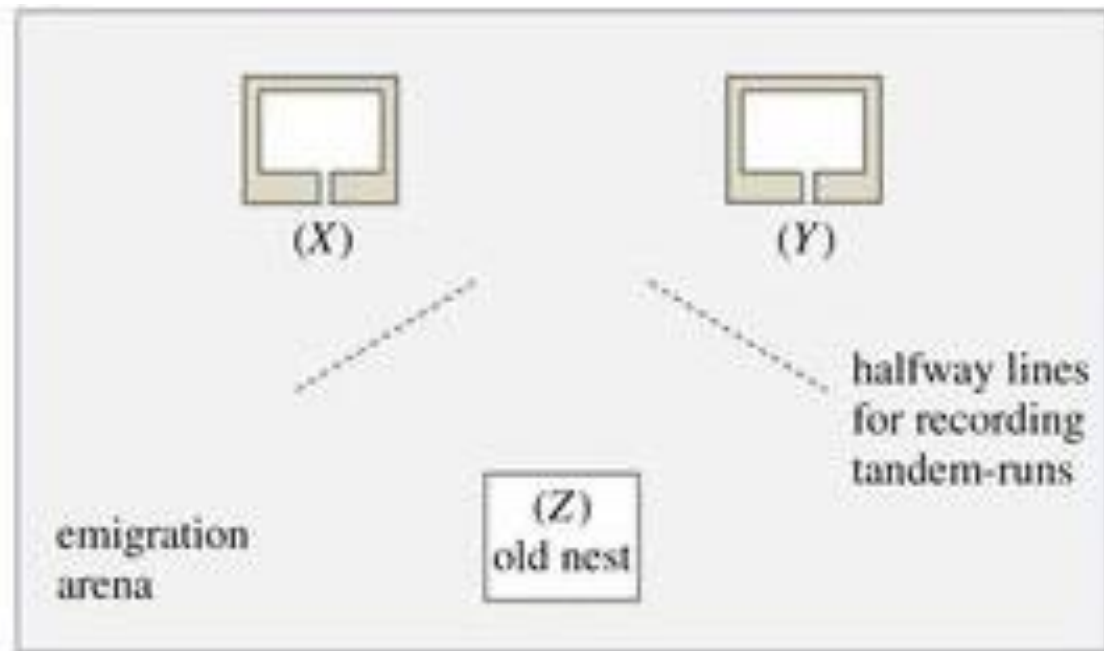 (X)
(Y)
halfway lines
for recording
tandem-runs
(Z)
old nest
emigration
arena